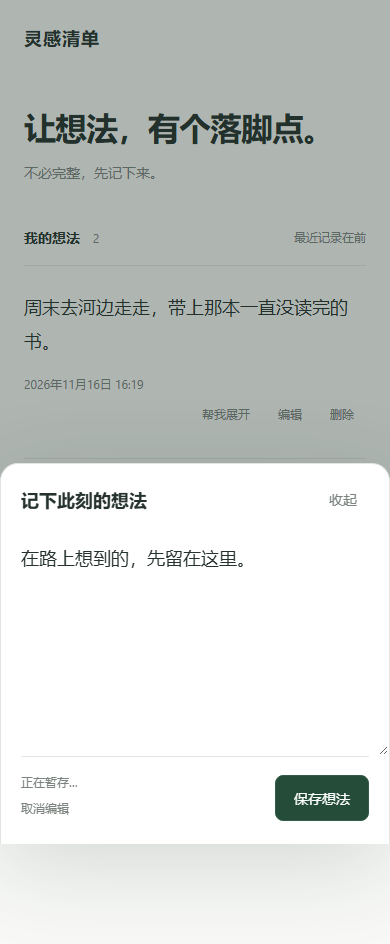 灵感清单
让想法，有个落脚点。
不必完整，先记下来。
我的想法 2 最近记录在前
周末去河边走走，带上那本一直没读完的
书。
2026年11月16日 16:19
帮我展开 编辑 删除
记下此刻的想法 收起
在路上想到的，先留在这里。
正在暂存...
取消编辑
保存想法